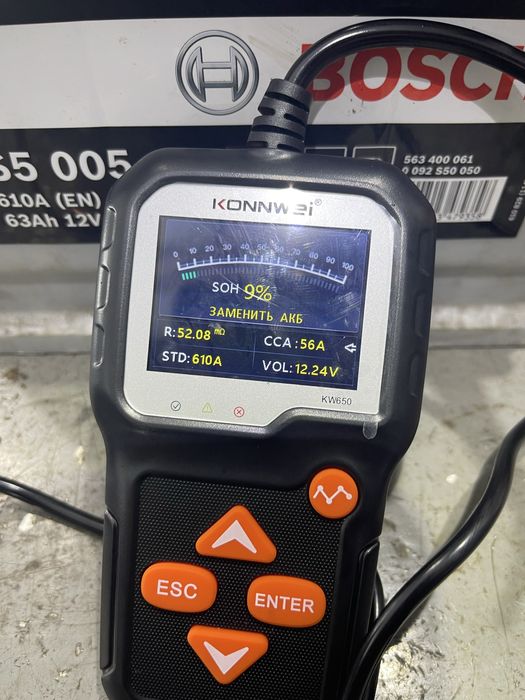 BOSCH
S5 005
610A (EN)
63Ah 12V
563 400 061
0 092 S50 050
KONNWEI®
0 10 20 30 40 50 60 70 80 90 100
SOH 9%
ЗАМЕНИТЬ АКБ
R:52.08 mΩ
CCA :56A
STD:610A
VOL:12.24V
KW650
ESC
ENTER